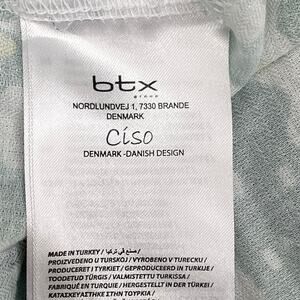 btx
group
NORDLUNDVEJ 1, 7330 BRANDE
DENMARK
Ciso
DENMARK -DANISH DESIGN
MADE IN TURKEY / صنع في تركيا /
PROIZVEDENO U TURSKOJ / VYROBENO V TURECKU /
PRODUCERET I TYRKIET / GEPRODUCEERD IN TURKIJE /
TOODETUD TÜRGIS / VALMISTETTU TURKISSA /
FABRIQUÉ EN TURQUIE / HERGESTELLT IN DER TÜRKEI /
ΚΑΤΑΣΚΕΥΑΣΤΗΚΕ ΣΤΗΝ ΤΟΥΡΚΙΑ /